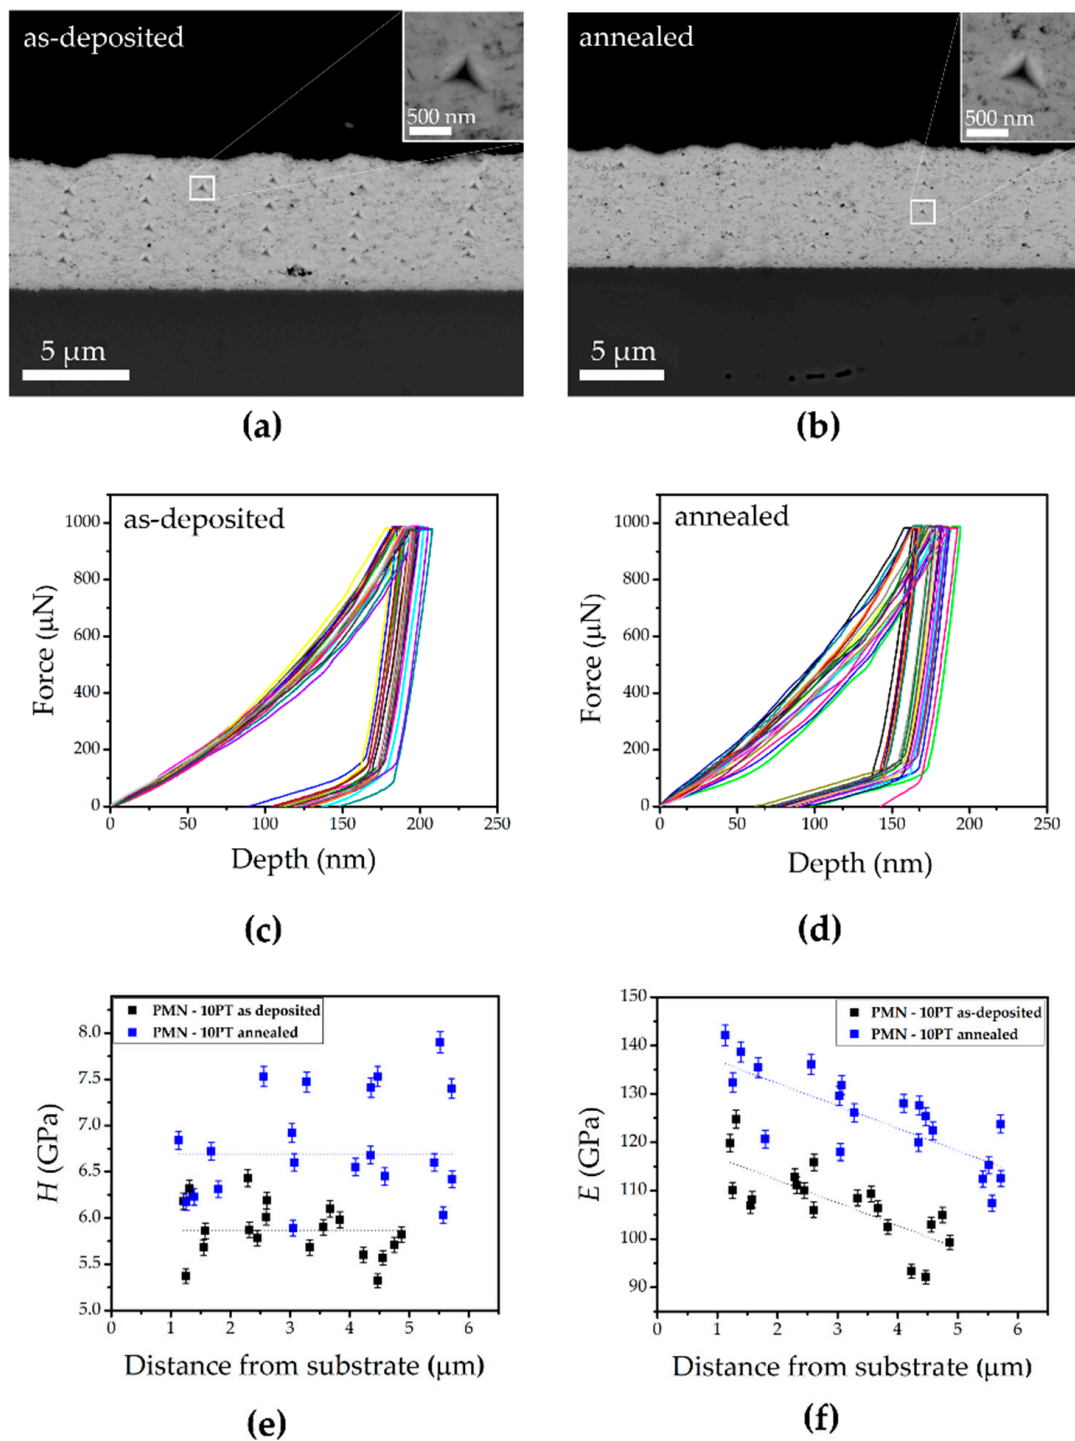 as-deposited
500 nm
5 μm
(a)
annealed
500 nm
5 μm
(b)
as-deposited
Force (μN)
1000
800
600
400
200
0
0 50 100 150 200 250
Depth (nm)
(c)
annealed
Force (μN)
1000
800
600
400
200
0
0 50 100 150 200 250
Depth (nm)
(d)
PMN - 10PT as deposited
PMN - 10PT annealed
H (GPa)
8.0
7.5
7.0
6.5
6.0
5.5
5.0
0 1 2 3 4 5 6
Distance from substrate (μm)
(e)
PMN - 10PT as-deposited
PMN - 10PT annealed
E (GPa)
150
140
130
120
110
100
90
0 1 2 3 4 5 6
Distance from substrate (μm)
(f)